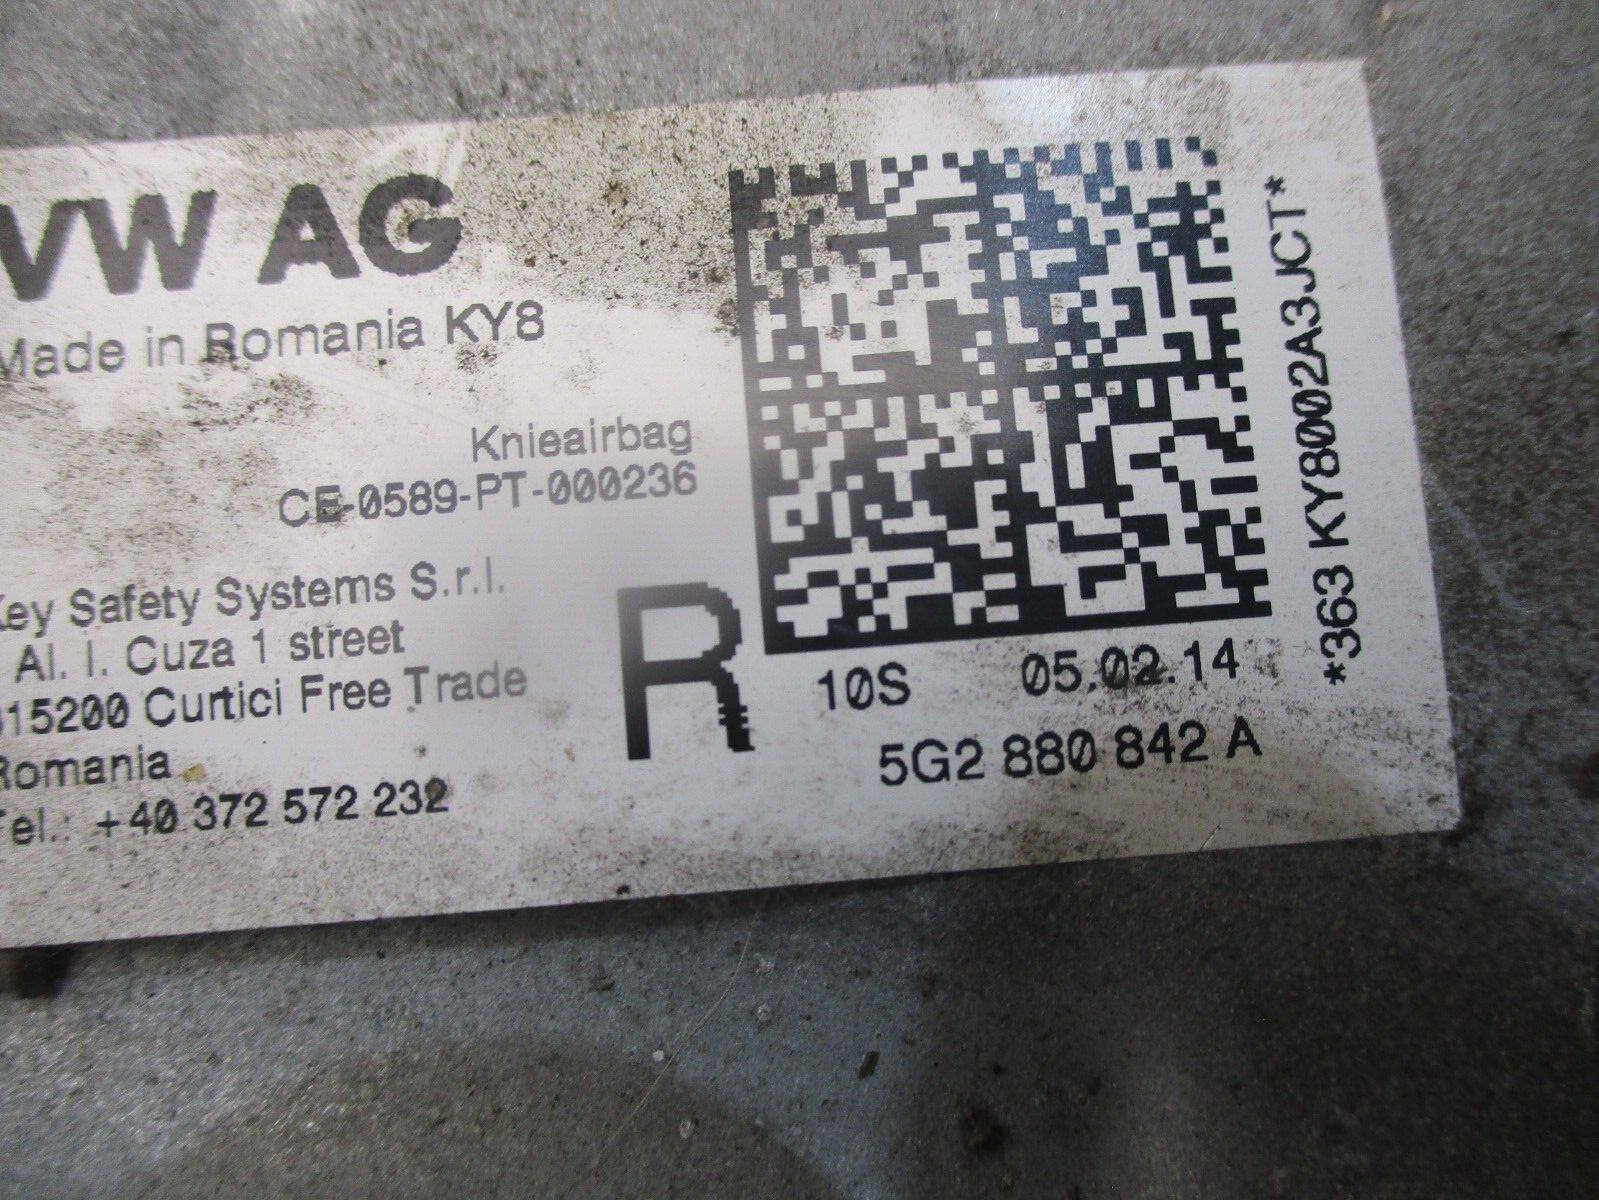 VW AG
Made in Romania KY8
Knieairbag
CE-0589-PT-000236
Key Safety Systems S.r.l.
Al. I. Cuza 1 street
315200 Curtici Free Trade
Romania
Tel.: +40 372 572 232
R
10S 05.02.14
5G2 880 842 A
*363 KY8002A3JCT*